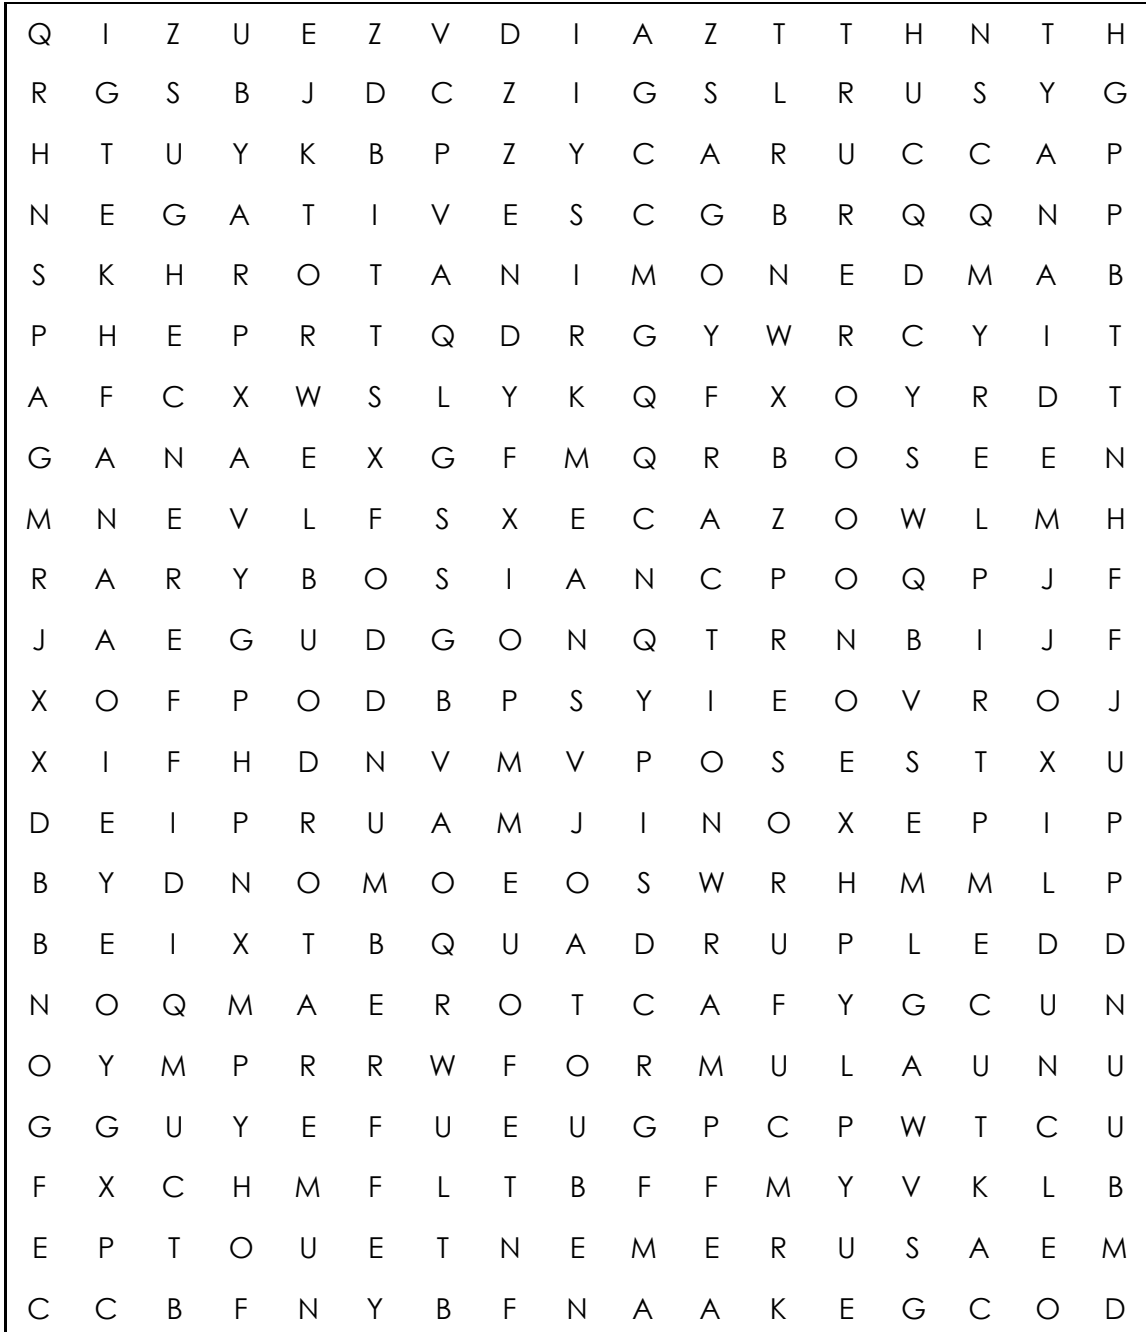 Q I Z U E Z V D I A Z T T H N T H
R G S B J D C Z I G S L R U S Y G
H T U Y K B P Z Y C A R U C C A P
N E G A T I V E S C G B R Q Q N P
S K H R O T A N I M O N E D M A B
P H E P R T Q D R G Y W R C Y I T
A F C X W S L Y K Q F X O Y R D T
G A N A E X G F M Q R B O S E E N
M N E V L F S X E C A Z O W L M H
R A R Y B O S I A N C P O Q P J F
J A E G U D G O N Q T R N B I J F
X O F P O D B P S Y I E O V R O J
X I F H D N V M V P O S E S T X U
D E I P R U A M J I N O X E P I P
B Y D N O M O E O S W R H M M L P
B E I X T B Q U A D R U P L E D D
N O Q M A E R O T C A F Y G C U N
O Y M P R R W F O R M U L A U N U
G G U Y E F U E U G P C P W T C U
F X C H M F L T B F F M Y V K L B
E P T O U E T N E M E R U S A E M
C C B F N Y B F N A A K E G C O D